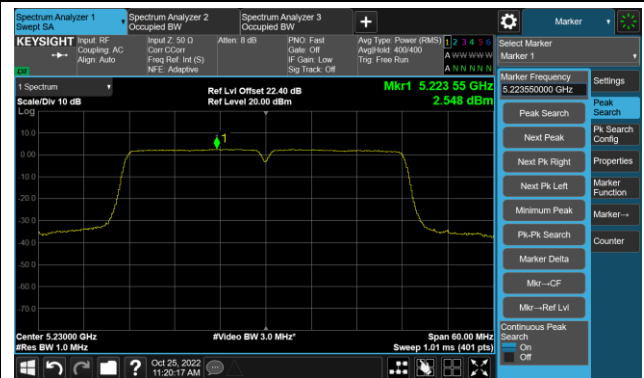 Spectrum Analyzer 1
Swept SA
Spectrum Analyzer 2
Occupied BW
Spectrum Analyzer 3
Occupied BW
Marker
KEYSIGHT
Input: RF
Coupling: AC
Align: Auto
Input Z: 50 Ω
Corr CCorr
Freq Ref: Int (S)
NFE: Adaptive
Atten: 8 dB
PNO: Fast
Gate: Off
IF Gain: Low
Sig Track: Off
Avg Type: Power (RMS)
Avg|Hold: 400/400
Trig: Free Run
1 2 3 4 5 6
A W W W W W
A N N N N N
Select Marker
Marker 1
LXI
1 Spectrum
Scale/Div 10 dB
Log
Ref Lvl Offset 22.40 dB
Ref Level 20.00 dBm
Mkr1 5.223 55 GHz
2.548 dBm
Marker Frequency
5.223550000 GHz
Settings
Peak Search
Next Peak
Next Pk Right
Next Pk Left
Minimum Peak
Pk-Pk Search
Marker Delta
Mkr→CF
Mkr→Ref Lvl
Continuous Peak
Search
On
Off
Peak
Search
Pk Search
Config
Properties
Marker
Function
Marker→
Counter
1
10.0
0.00
-10.0
-20.0
-30.0
-40.0
-50.0
-60.0
-70.0
Center 5.23000 GHz
#Res BW 1.0 MHz
#Video BW 3.0 MHz*
Span 60.00 MHz
Sweep 1.01 ms (401 pts)
?
Oct 25, 2022
11:20:17 AM